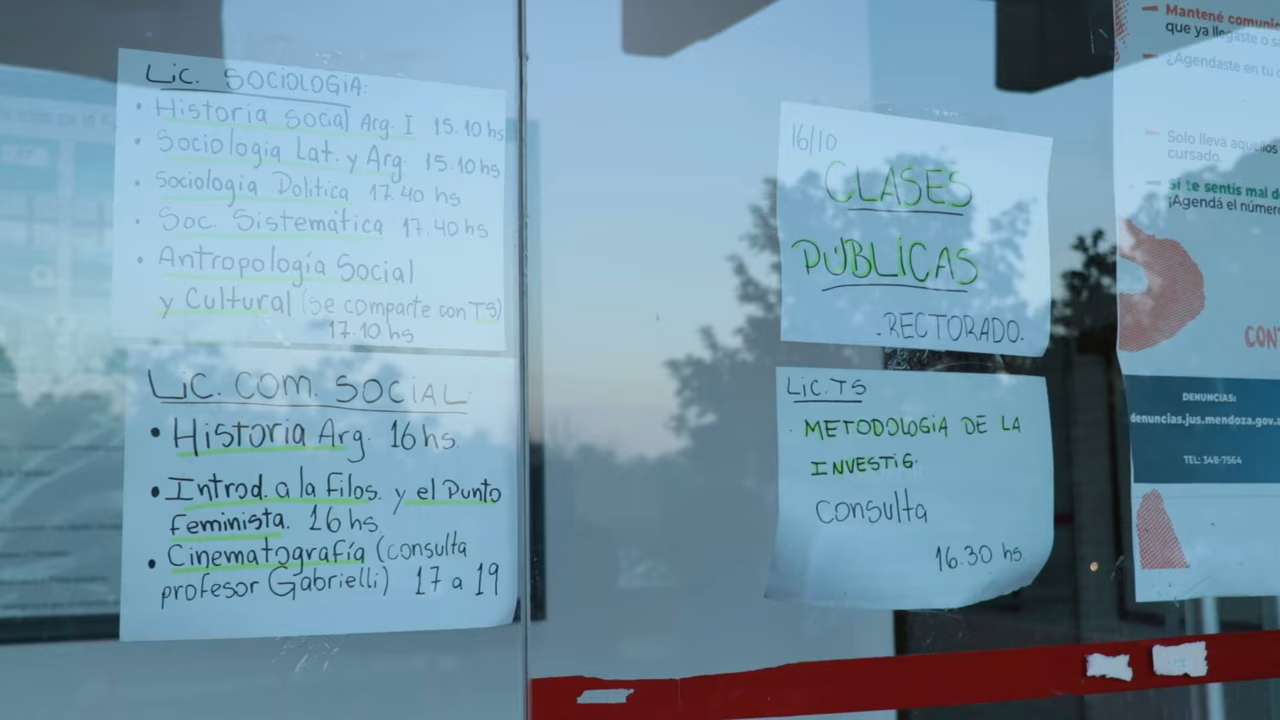 Lic. SOCIOLOGIA:
• Historia Social Arg. I 15.10 hs
• Sociologia Lat. y Arg. 15.10 hs
• Sociologia Politica 17.40 hs
• Soc. Sistemática 17.40 hs
• Antropología Social
y Cultural (se comparte con TS)
17.10 hs
Lic. COM. SOCIAL:
• Historia Arg. 16 hs.
• Introd. a la Filos. y el Punto
Feminista. 16 hs.
• Cinematografía (consulta
profesor Gabrielli) 17 a 19
16/10
CLASES
PÚBLICAS
. RECTORADO.
Lic. TS
· METODOLOGIA DE LA
INVESTIG.
Consulta
16.30 hs.
Mantené
que ya llegaste o
¿Agendaste en tu
Solo lleva aquellos
cursado.
Si te sentís mal
¡Agendá el número
DENUNCIAS:
denuncias.jus.mendoza.gov.
TEL: 348-7564